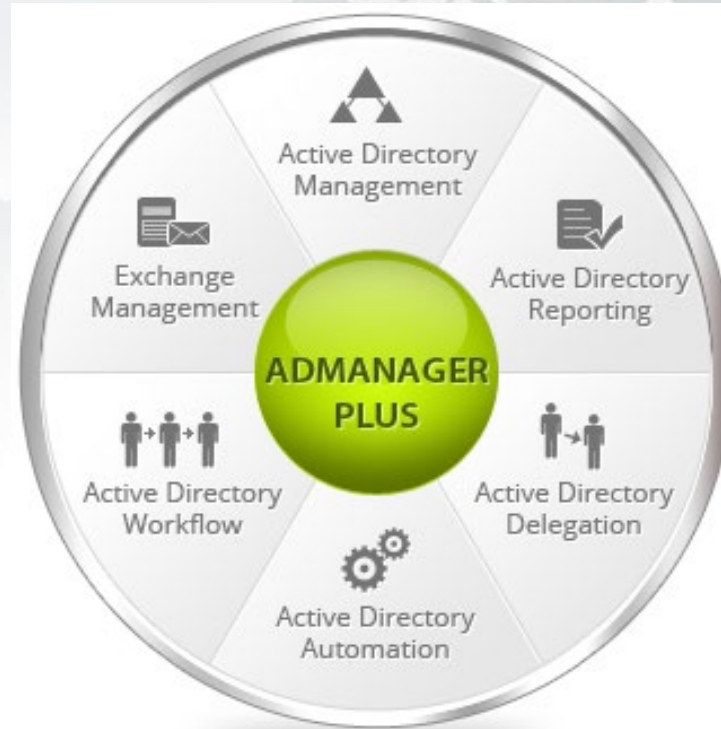 Active Directory
Management
Active Directory
Reporting
Active Directory
Delegation
Active Directory
Automation
Active Directory
Workflow
Exchange
Management
ADMANAGER
PLUS